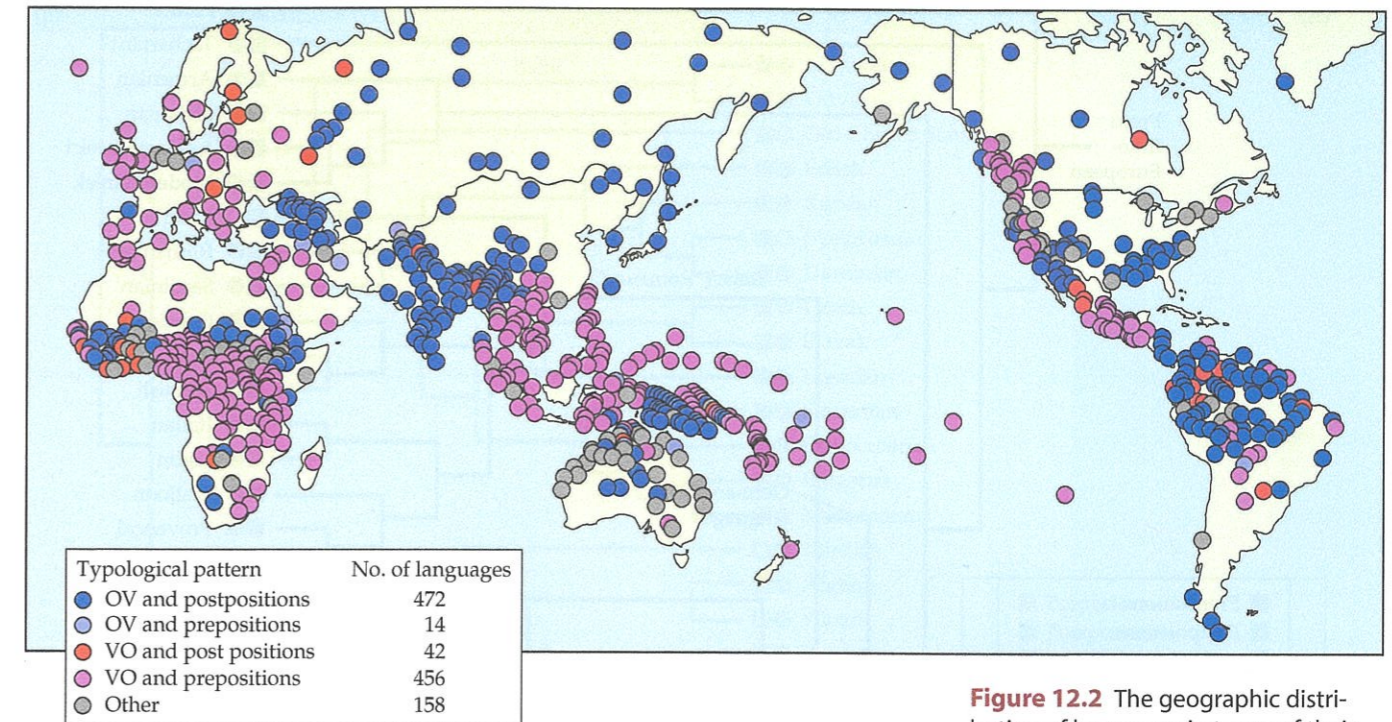 Typological pattern No. of languages
OV and postpositions 472
OV and prepositions 14
VO and post positions 42
VO and prepositions 456
Other 158
Figure 12.2 The geographic distri-